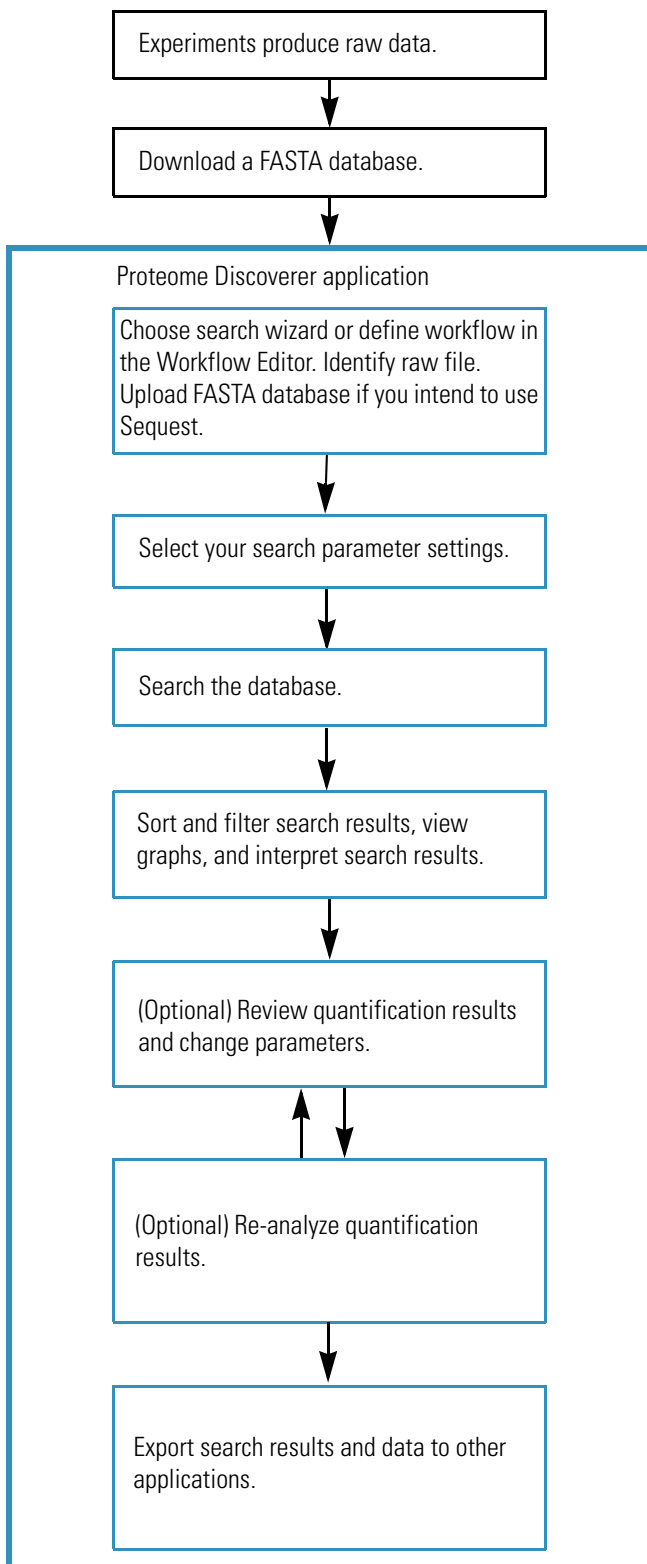 Experiments produce raw data.
Download a FASTA database.
Proteome Discoverer application
Choose search wizard or define workflow in
the Workflow Editor. Identify raw file.
Upload FASTA database if you intend to use
Sequest.
Select your search parameter settings.
Search the database.
Sort and filter search results, view
graphs, and interpret search results.
(Optional) Review quantification results
and change parameters.
(Optional) Re-analyze quantification
results.
Export search results and data to other
applications.